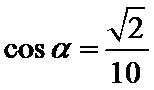 cos α = √2/10